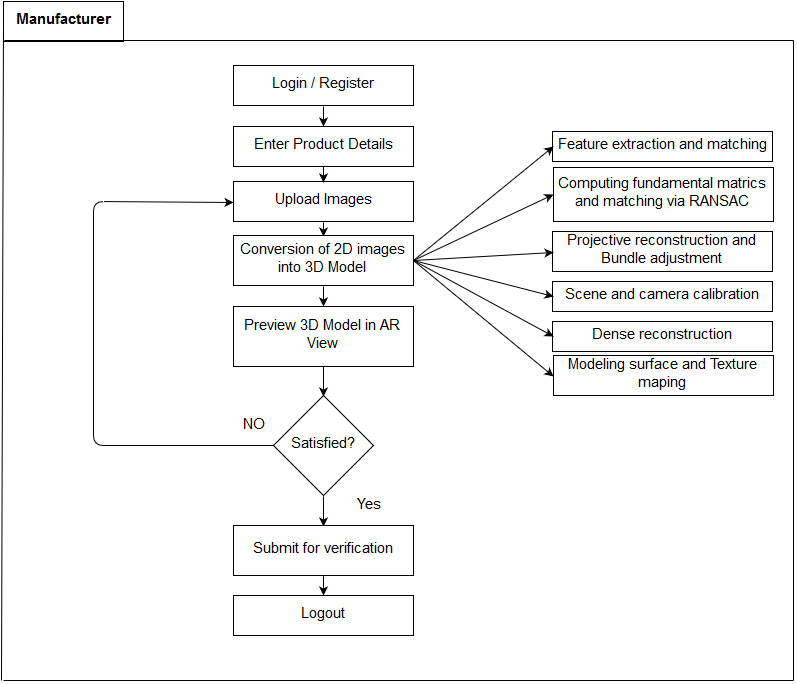 Manufacturer
Login / Register
Enter Product Details
Upload Images
Conversion of 2D images
into 3D Model
Preview 3D Model in AR
View
Satisfied?
NO
Yes
Submit for verification
Logout
Feature extraction and matching
Computing fundamental matrics
and matching via RANSAC
Projective reconstruction and
Bundle adjustment
Scene and camera calibration
Dense reconstruction
Modeling surface and Texture
maping